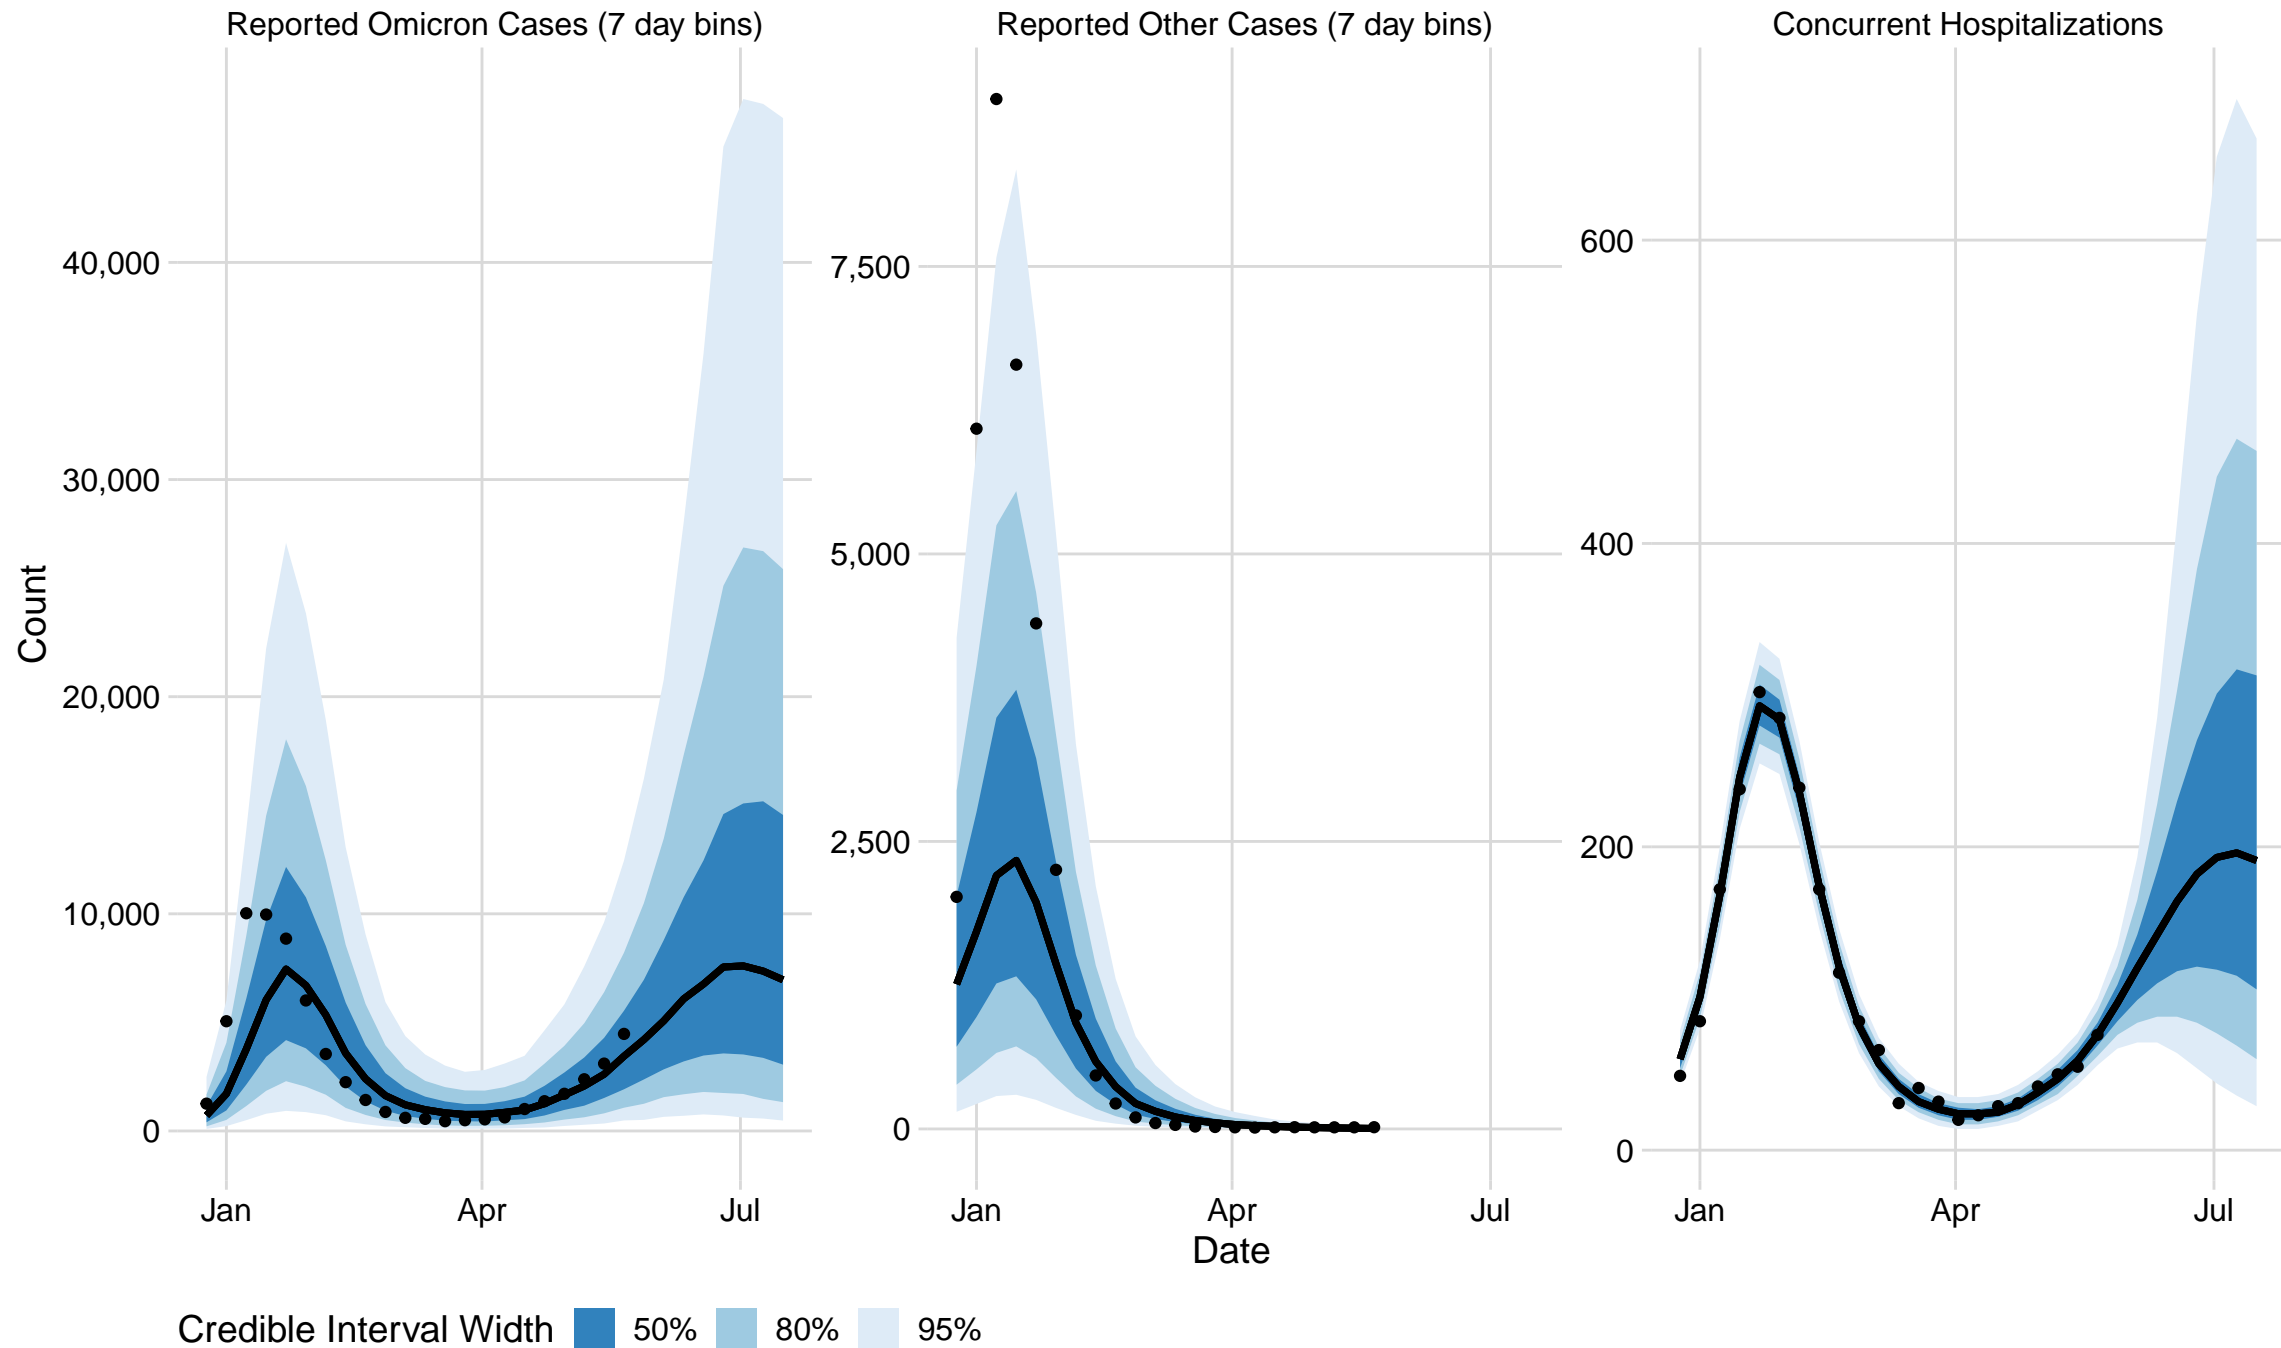 Reported Omicron Cases (7 day bins)
Reported Other Cases (7 day bins)
Concurrent Hospitalizations
Count
40,000
30,000
20,000
10,000
0
7,500
5,000
2,500
0
600
400
200
0
Jan
Apr
Jul
Jan
Apr
Jul
Jan
Apr
Jul
Date
Credible Interval Width
50%
80%
95%